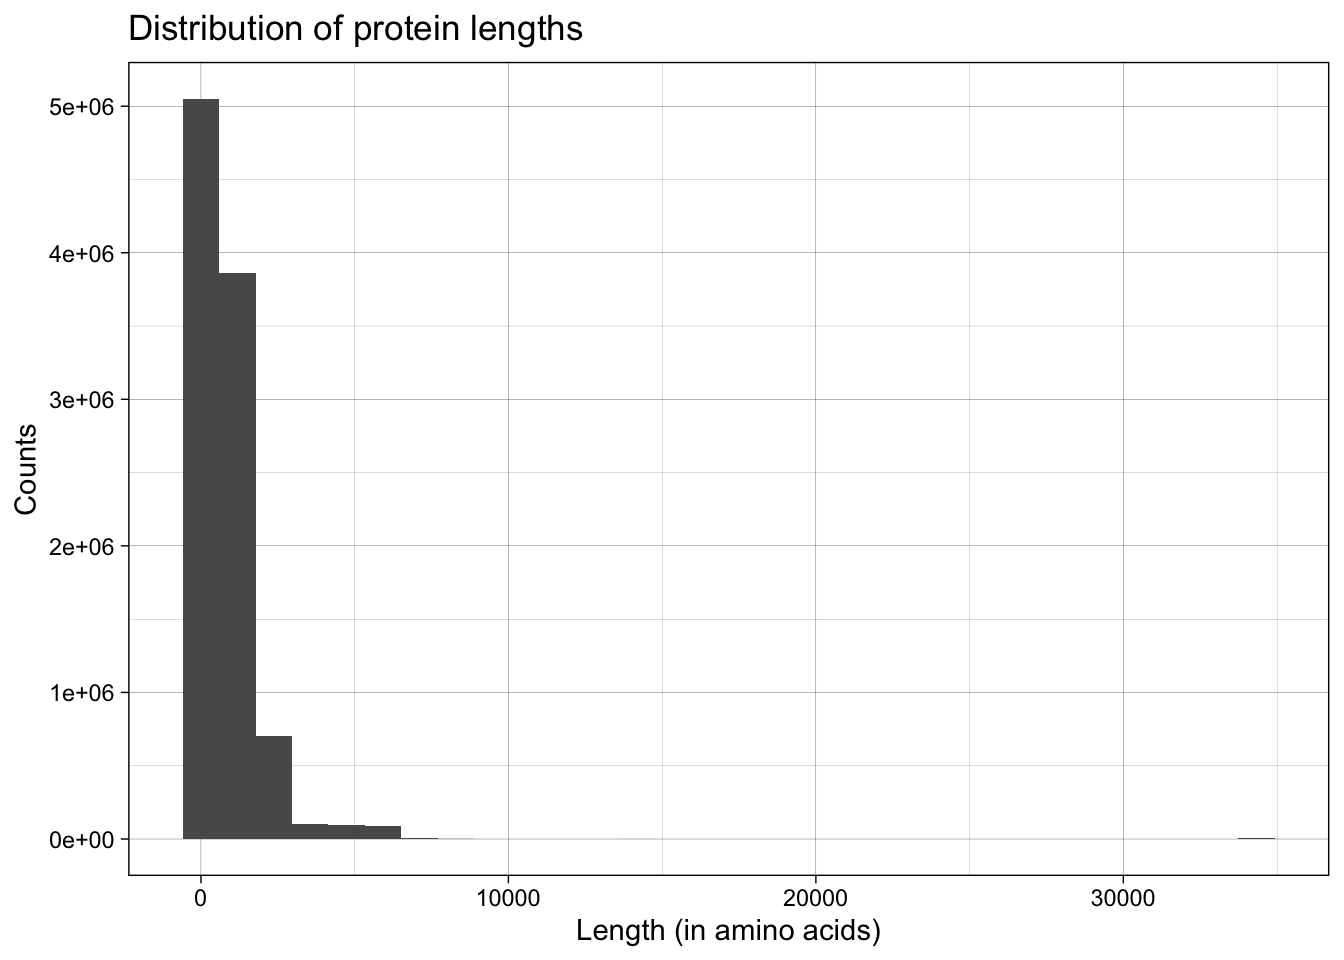 Distribution of protein lengths
5e+06
4e+06
3e+06
2e+06
1e+06
0e+00
Counts
0 10000 20000 30000
Length (in amino acids)